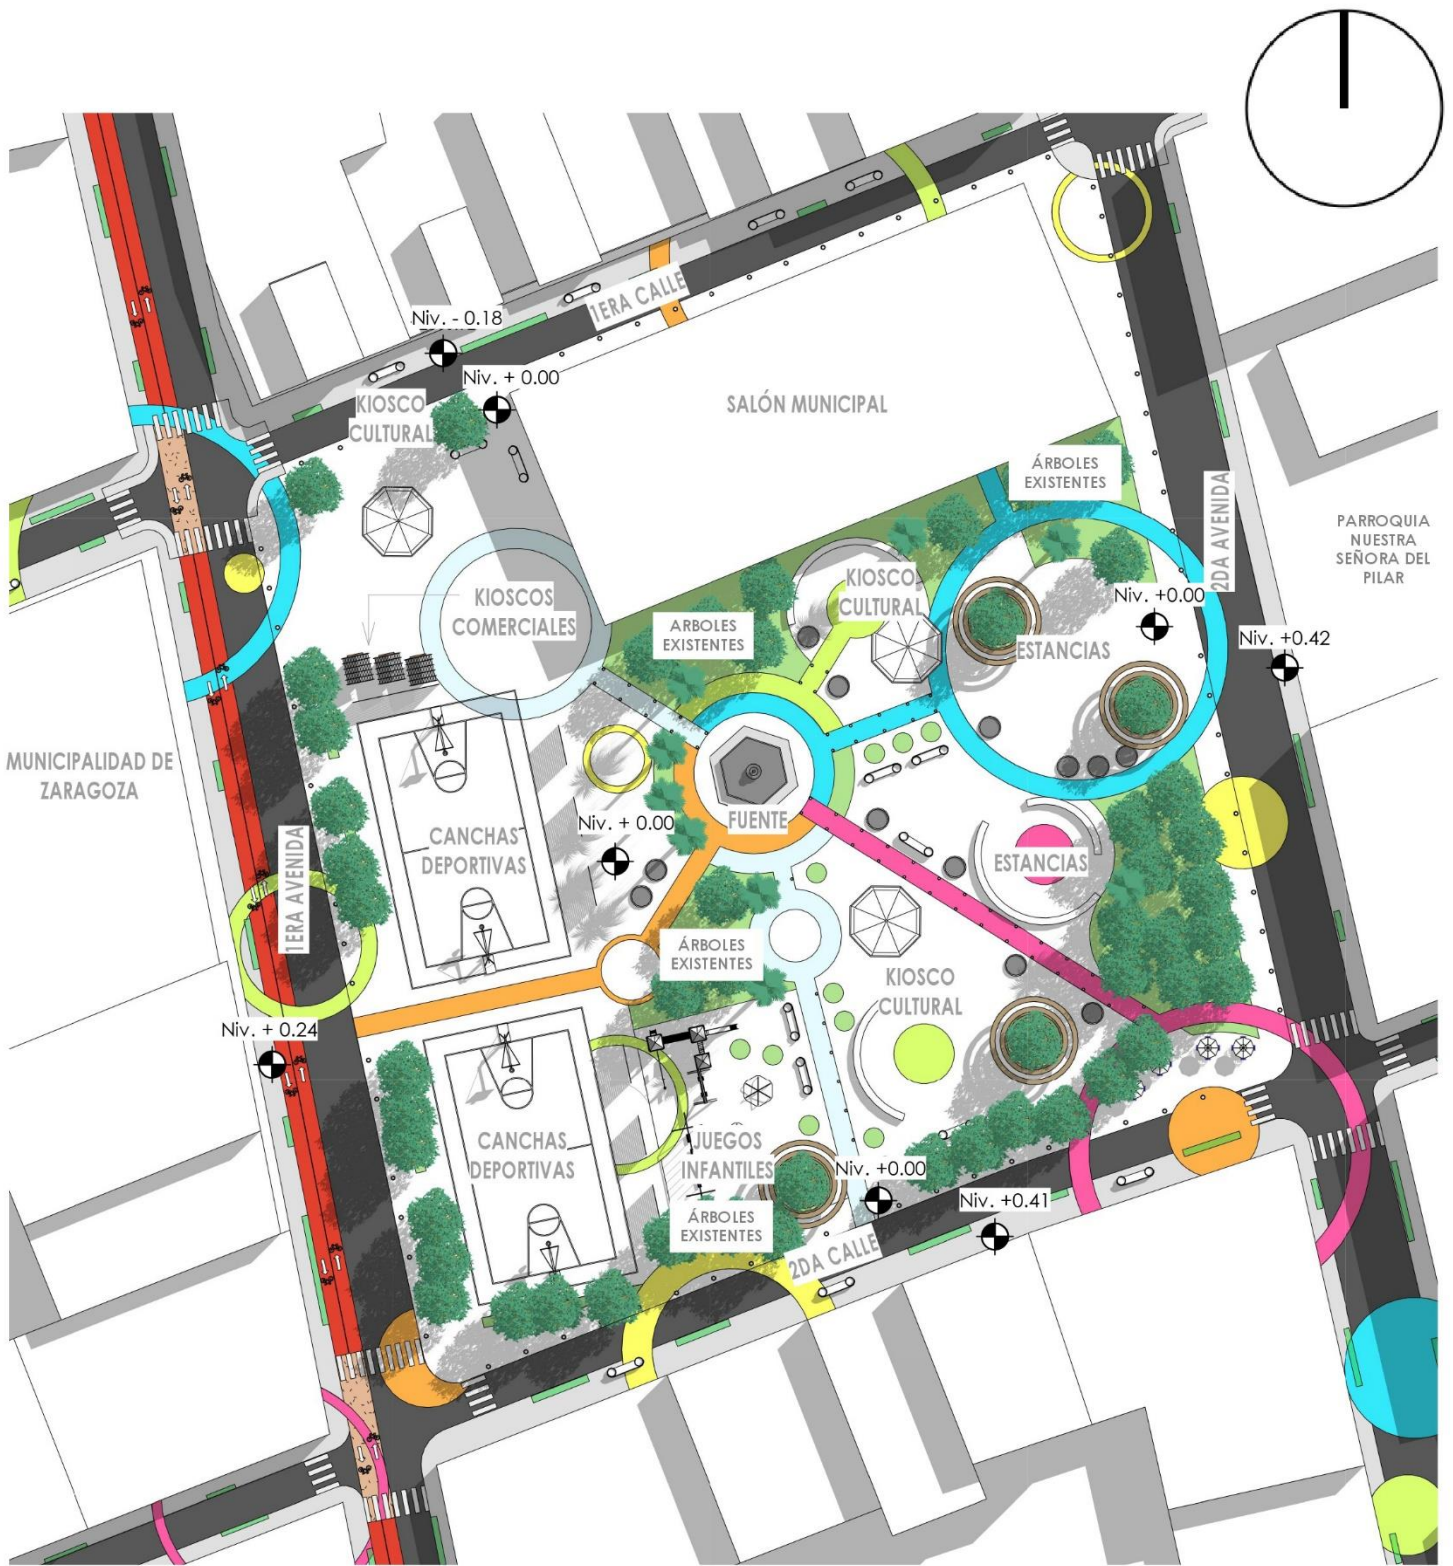 1ERA CALLE
Niv. - 0.18
Niv. + 0.00
KIOSCO
CULTURAL
SALÓN MUNICIPAL
ÁRBOLES
EXISTENTES
2DA AVENIDA
PARROQUIA
NUESTRA
SEÑORA DEL
PILAR
KIOSCO
CULTURAL
KIOSCOS
COMERCIALES
ARBOLES
EXISTENTES
Niv. +0.00
ESTANCIAS
Niv. +0.42
MUNICIPALIDAD DE
ZARAGOZA
Niv. + 0.00
FUENTE
CANCHAS
DEPORTIVAS
ESTANCIAS
1ERA AVENIDA
ÁRBOLES
EXISTENTES
KIOSCO
CULTURAL
Niv. + 0.24
CANCHAS
DEPORTIVAS
JUEGOS
INFANTILES
Niv. +0.00
Niv. +0.41
ÁRBOLES
EXISTENTES
2DA CALLE